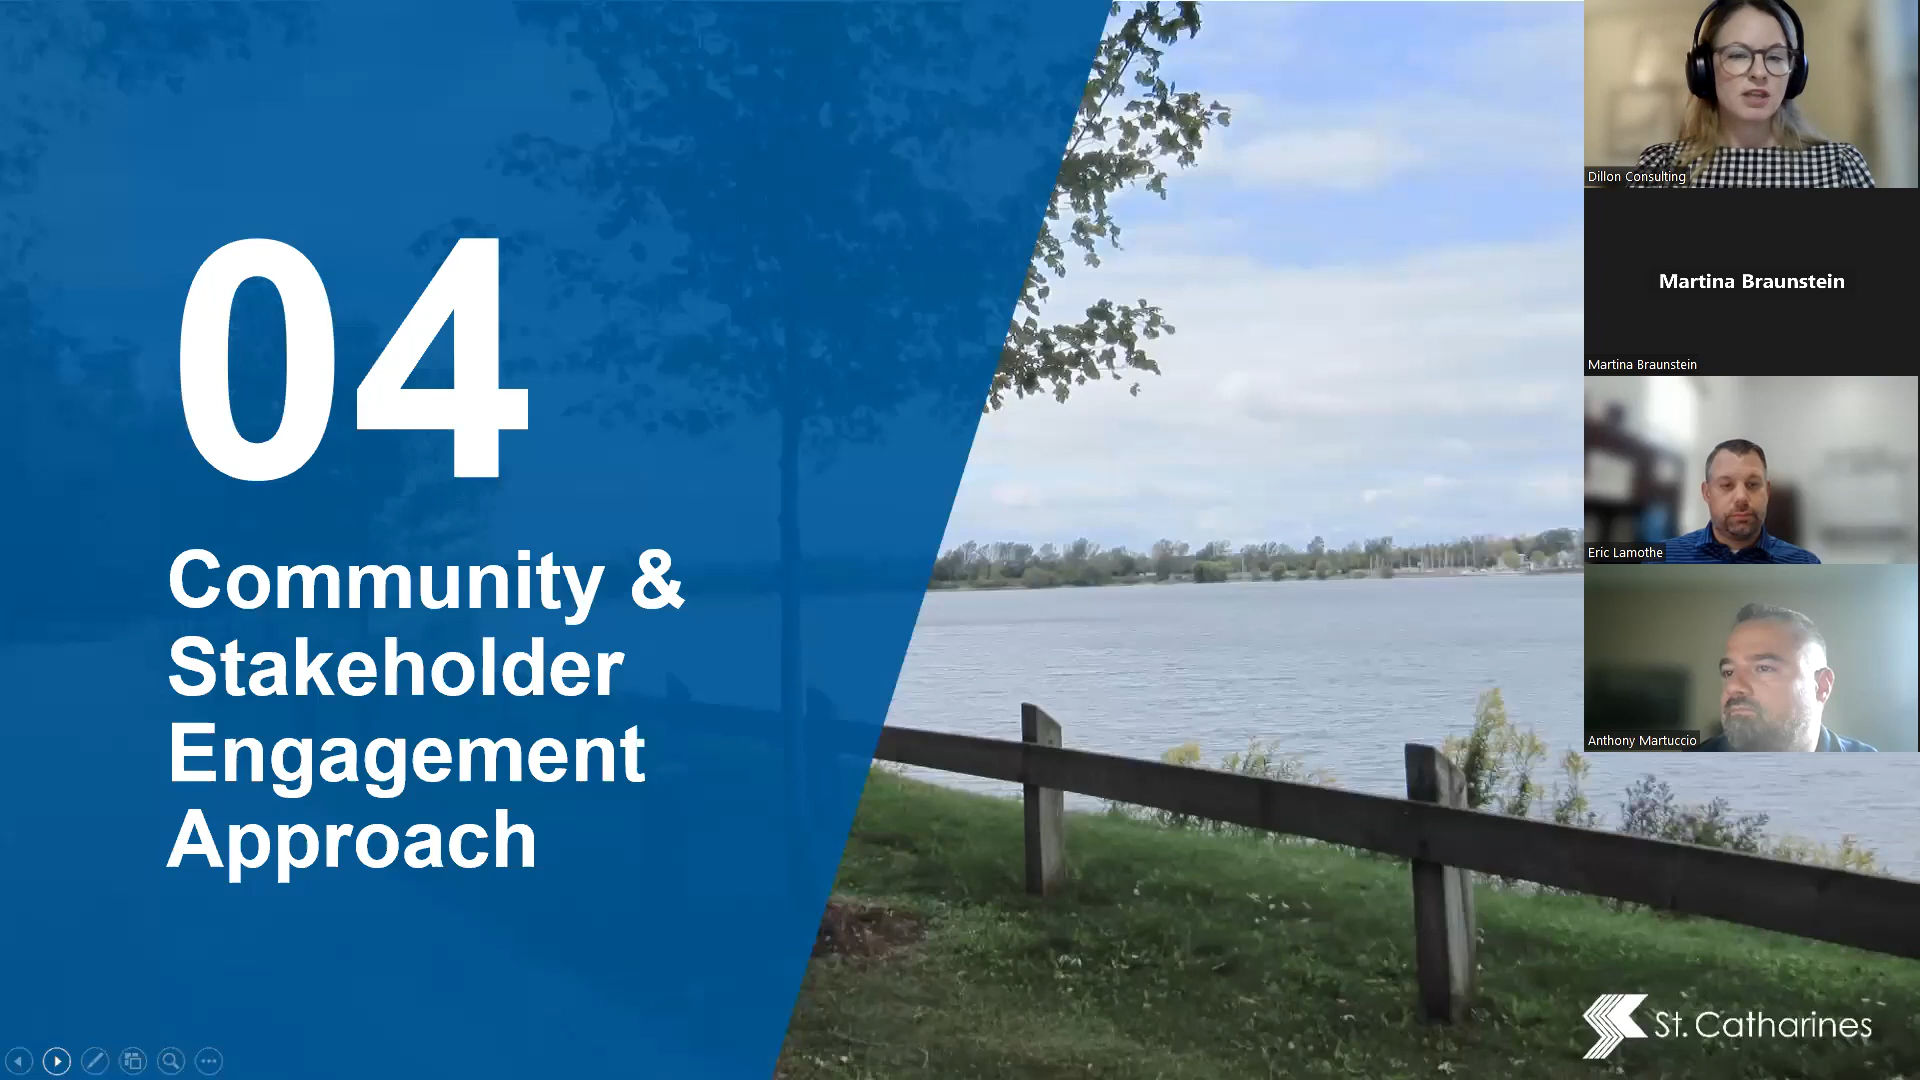 04
Community &
Stakeholder
Engagement
Approach
Dillon Consulting
Martina Braunstein
Martina Braunstein
Eric Lamothe
Anthony Martuccio
St. Catharines